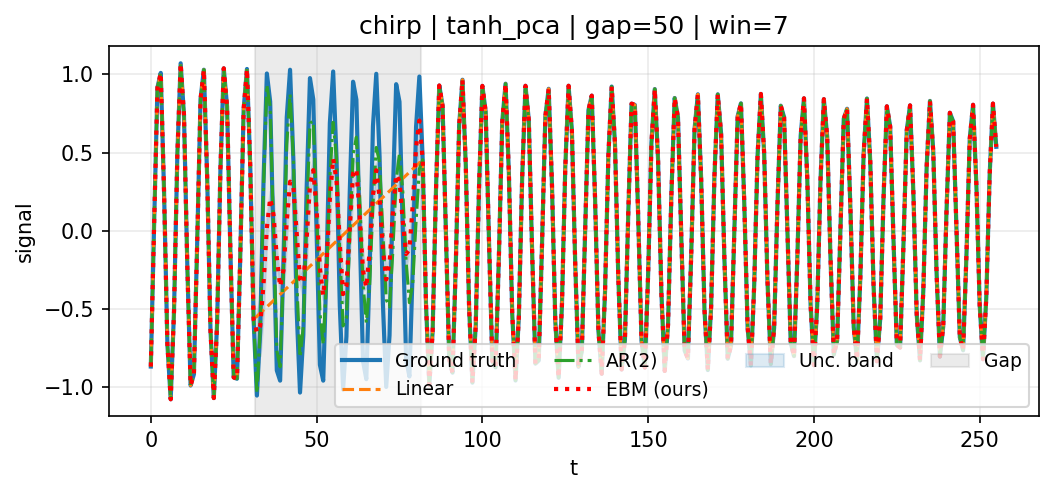 chirp | tanh_pca | gap=50 | win=7
signal
1.0
0.5
0.0
−0.5
−1.0
Ground truth
Linear
AR(2)
EBM (ours)
Unc. band
Gap
0 50 100 150 200 250
t